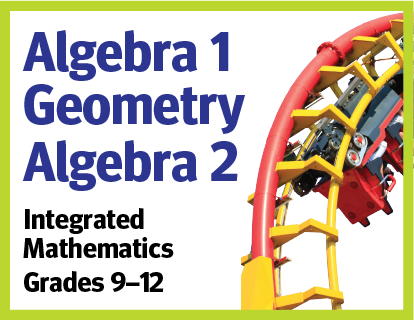 Algebra 1
Geometry
Algebra 2
Integrated
Mathematics
Grades 9–12